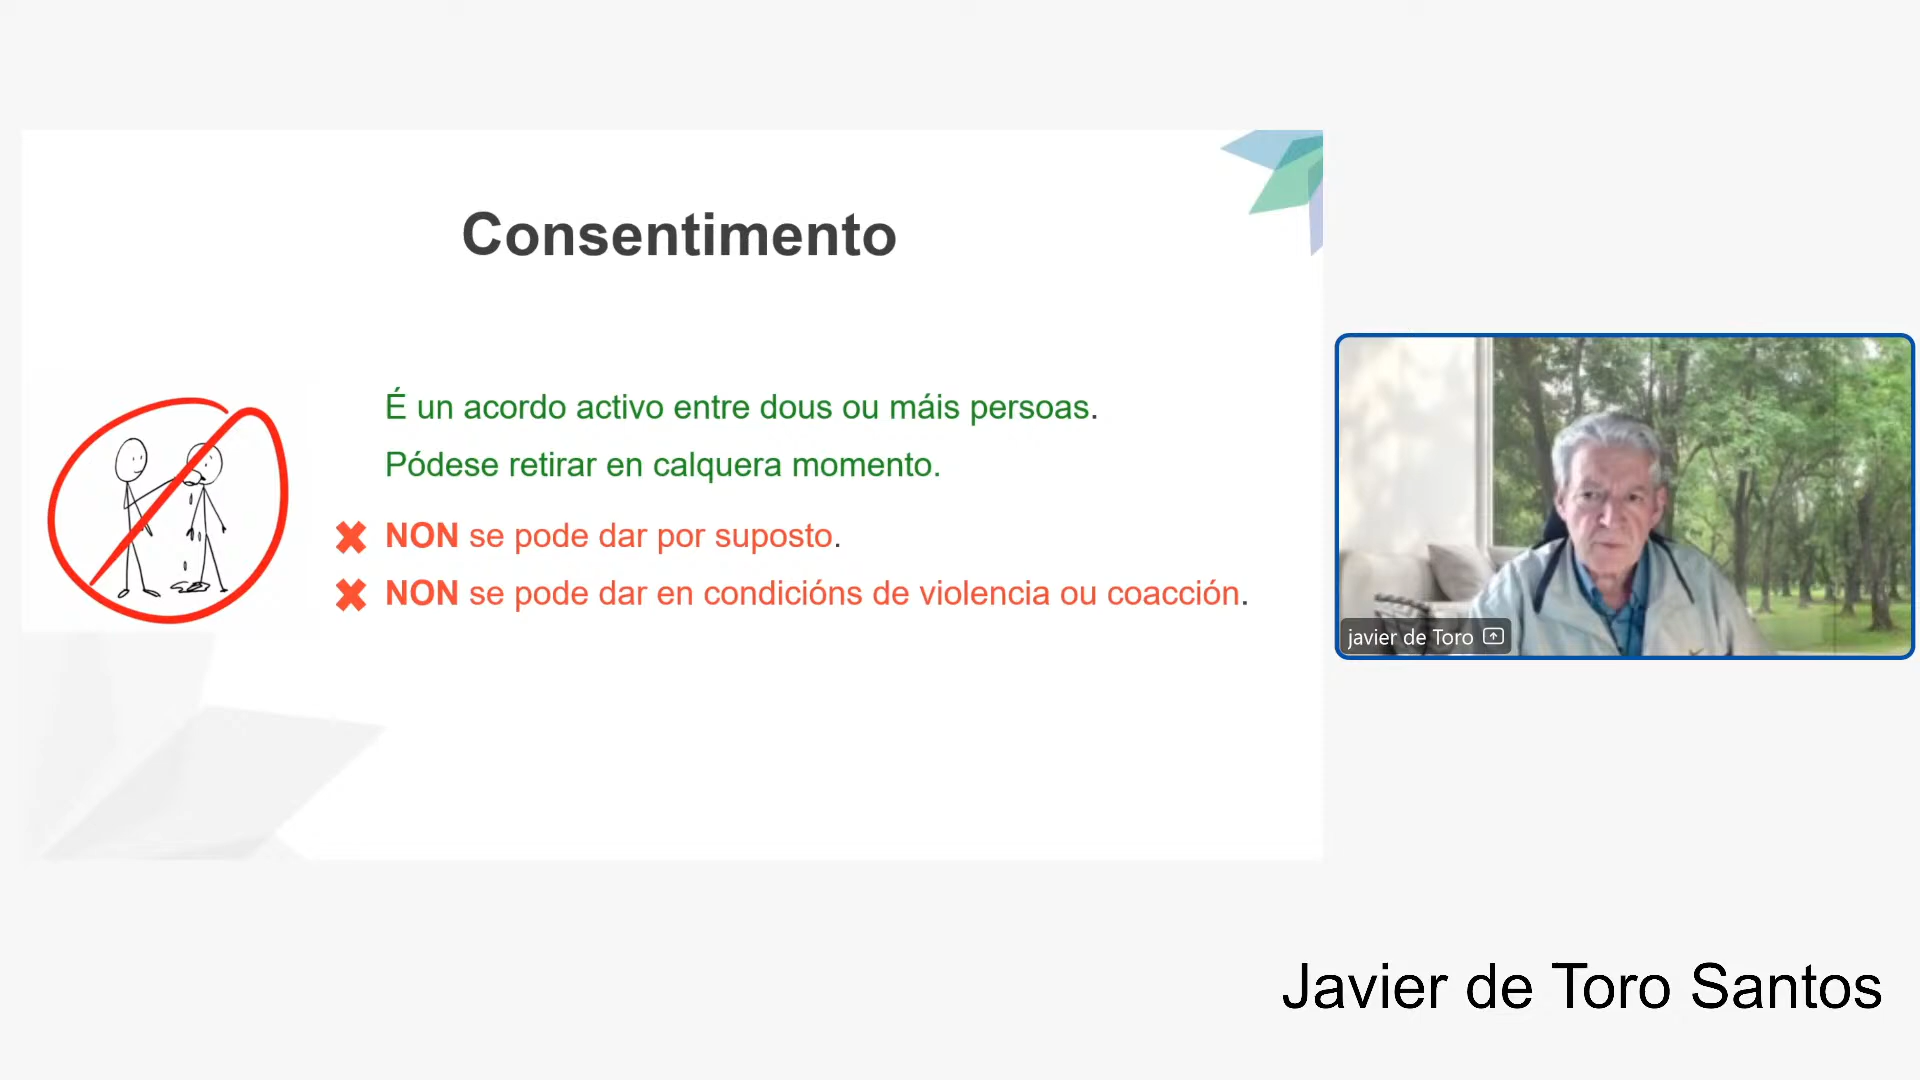 Consentimento
É un acordo activo entre dous ou máis persoas.
Pódese retirar en calquera momento.
NON se pode dar por suposto.
NON se pode dar en condicións de violencia ou coacción.
javier de Toro
Javier de Toro Santos